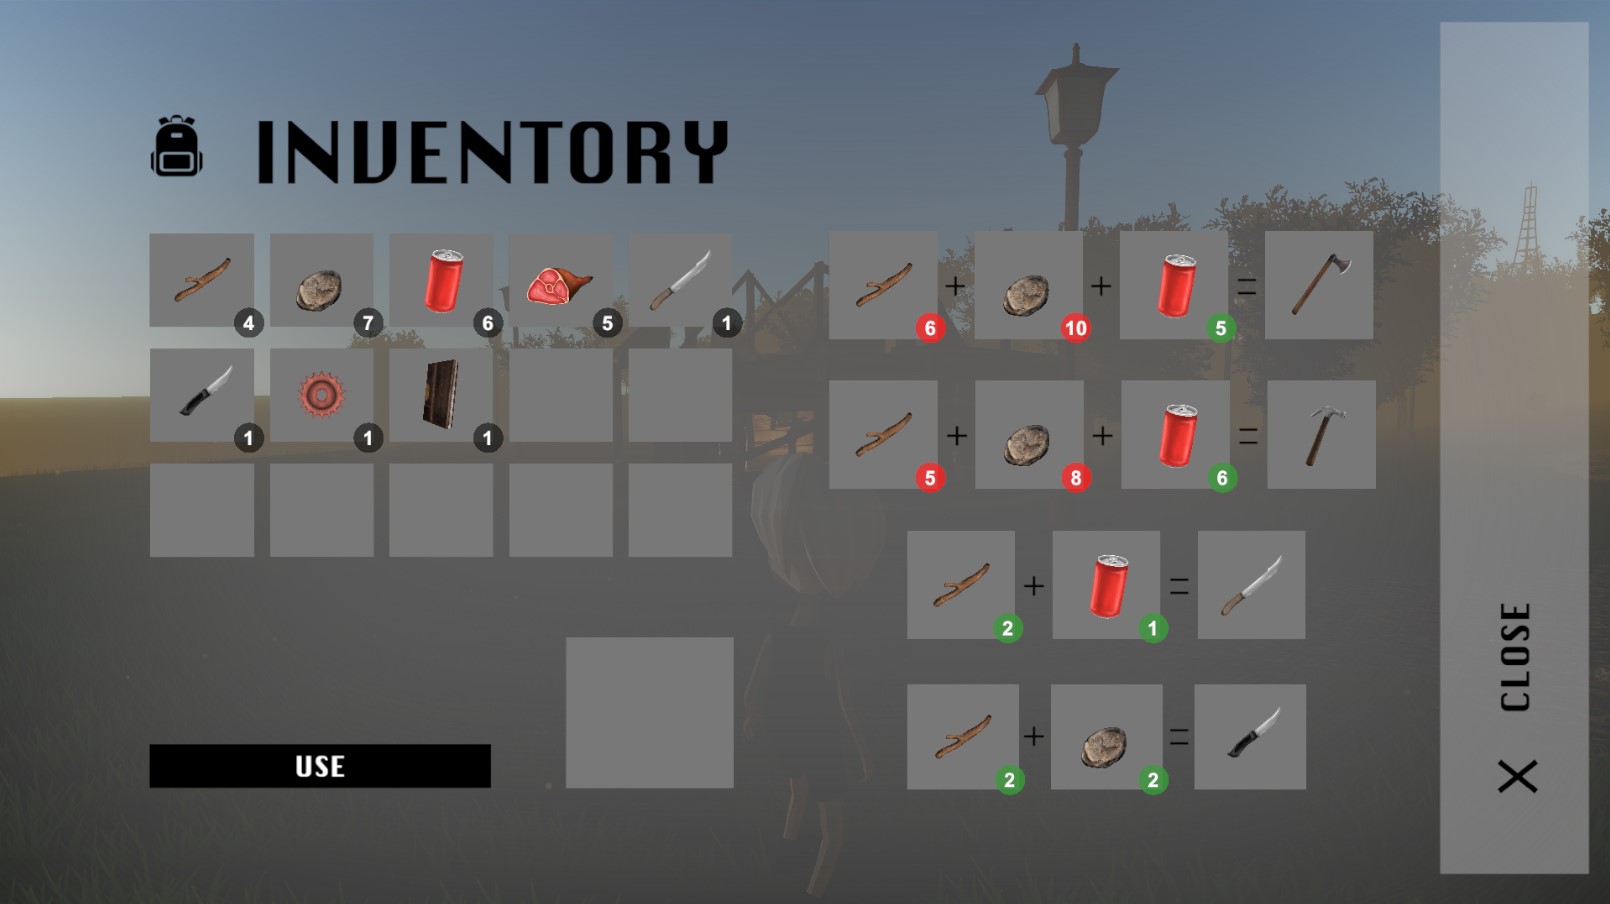 INVENTORY
4 7 6 5 1
1 1 1
USE
+ + =
6 10 5
+ + =
5 8 6
+ =
2 1
+ =
2 2
CLOSE
X